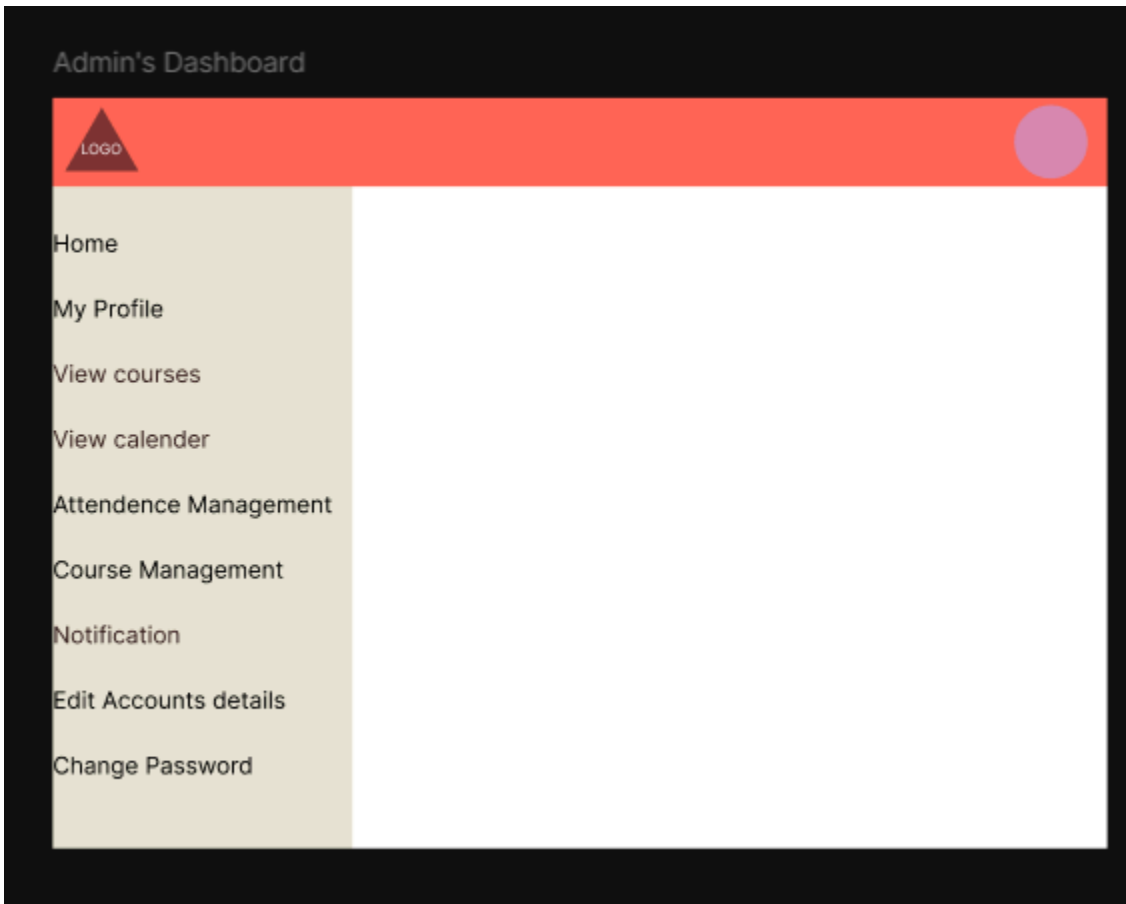 Admin's Dashboard
LOGO
Home
My Profile
View courses
View calender
Attendence Management
Course Management
Notification
Edit Accounts details
Change Password